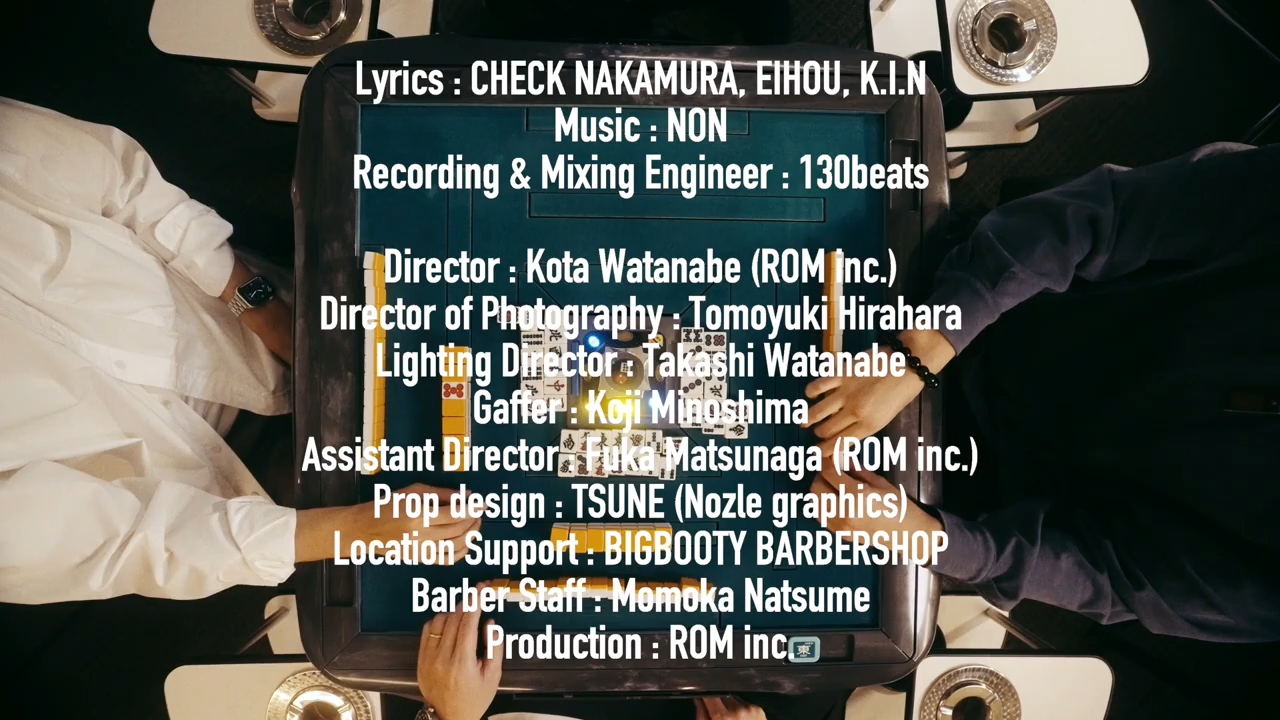 Lyrics : CHECK NAKAMURA, EIHOU, K.I.N
Music : NON
Recording & Mixing Engineer : 130beats
Director : Kota Watanabe (ROM inc.)
Director of Photography : Tomoyuki Hirahara
Lighting Director : Takashi Watanabe
Gaffer : Koji Minoshima
Assistant Director : Fuka Matsunaga (ROM inc.)
Prop design : TSUNE (Nozle graphics)
Location Support : BIGBOOTY BARBERSHOP
Barber Staff : Momoka Natsume
Production : ROM inc.
東